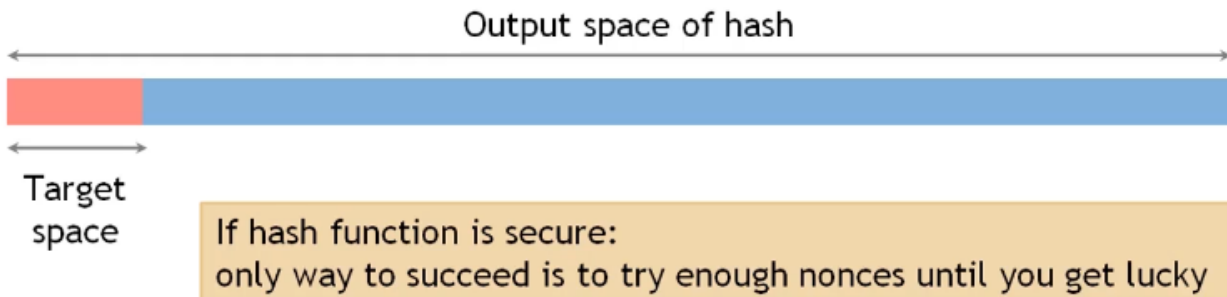 Output space of hash
Target
space
If hash function is secure:
only way to succeed is to try enough nonces until you get lucky